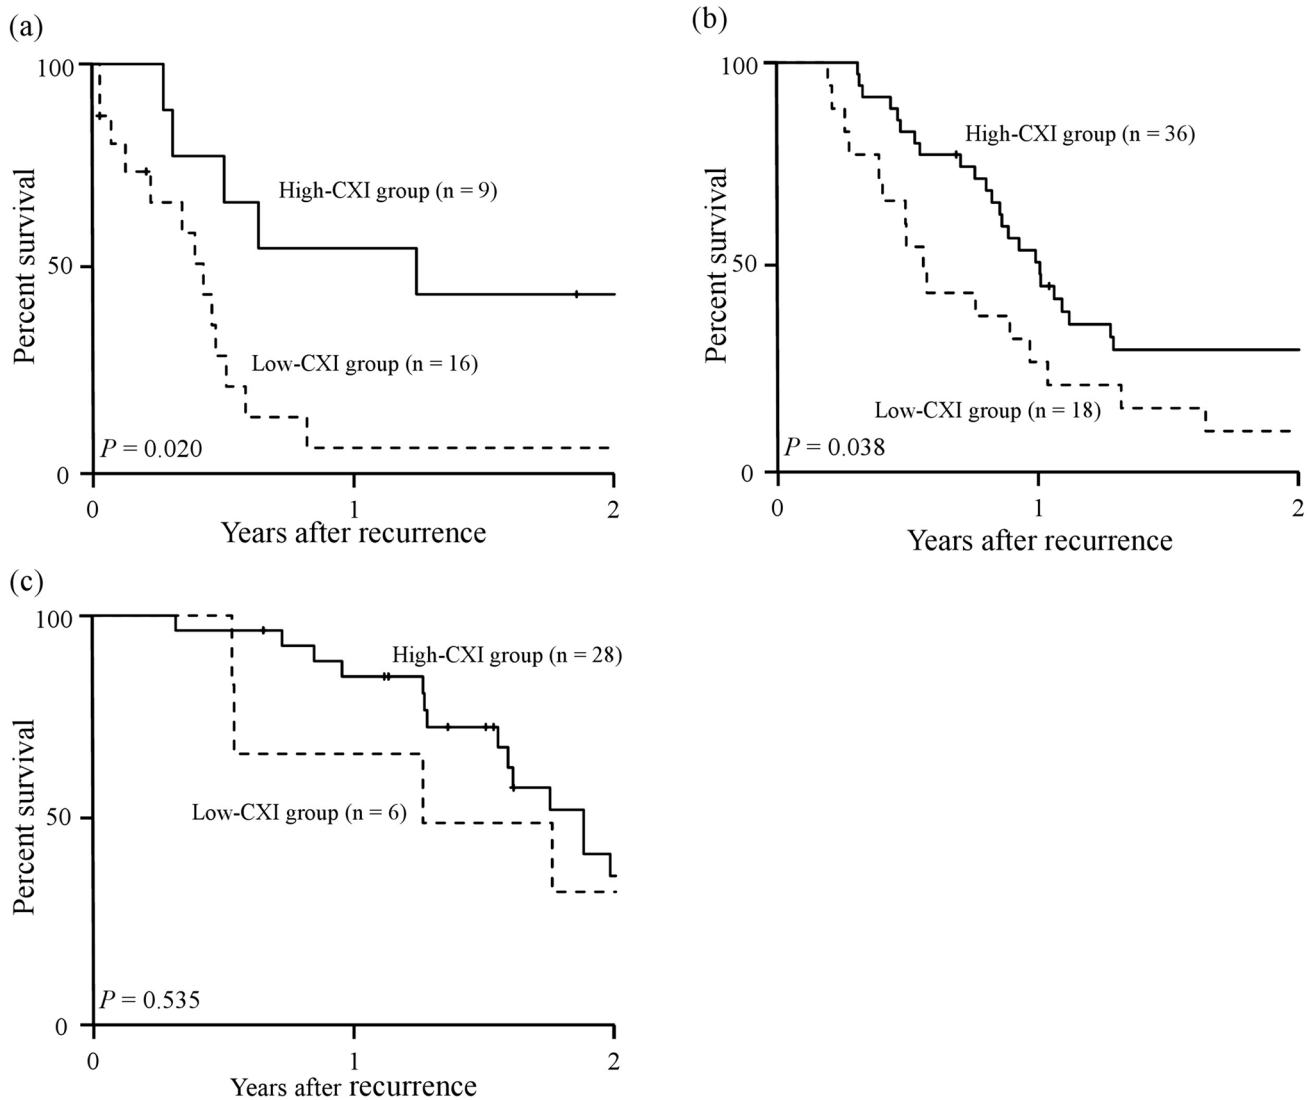 (a)
100
50
0
Percent survival
High-CXI group (n = 9)
Low-CXI group (n = 16)
P = 0.020
0 1 2
Years after recurrence
(b)
100
50
0
Percent survival
High-CXI group (n = 36)
Low-CXI group (n = 18)
P = 0.038
0 1 2
Years after recurrence
(c)
100
50
0
Percent survival
High-CXI group (n = 28)
Low-CXI group (n = 6)
P = 0.535
0 1 2
Years after recurrence